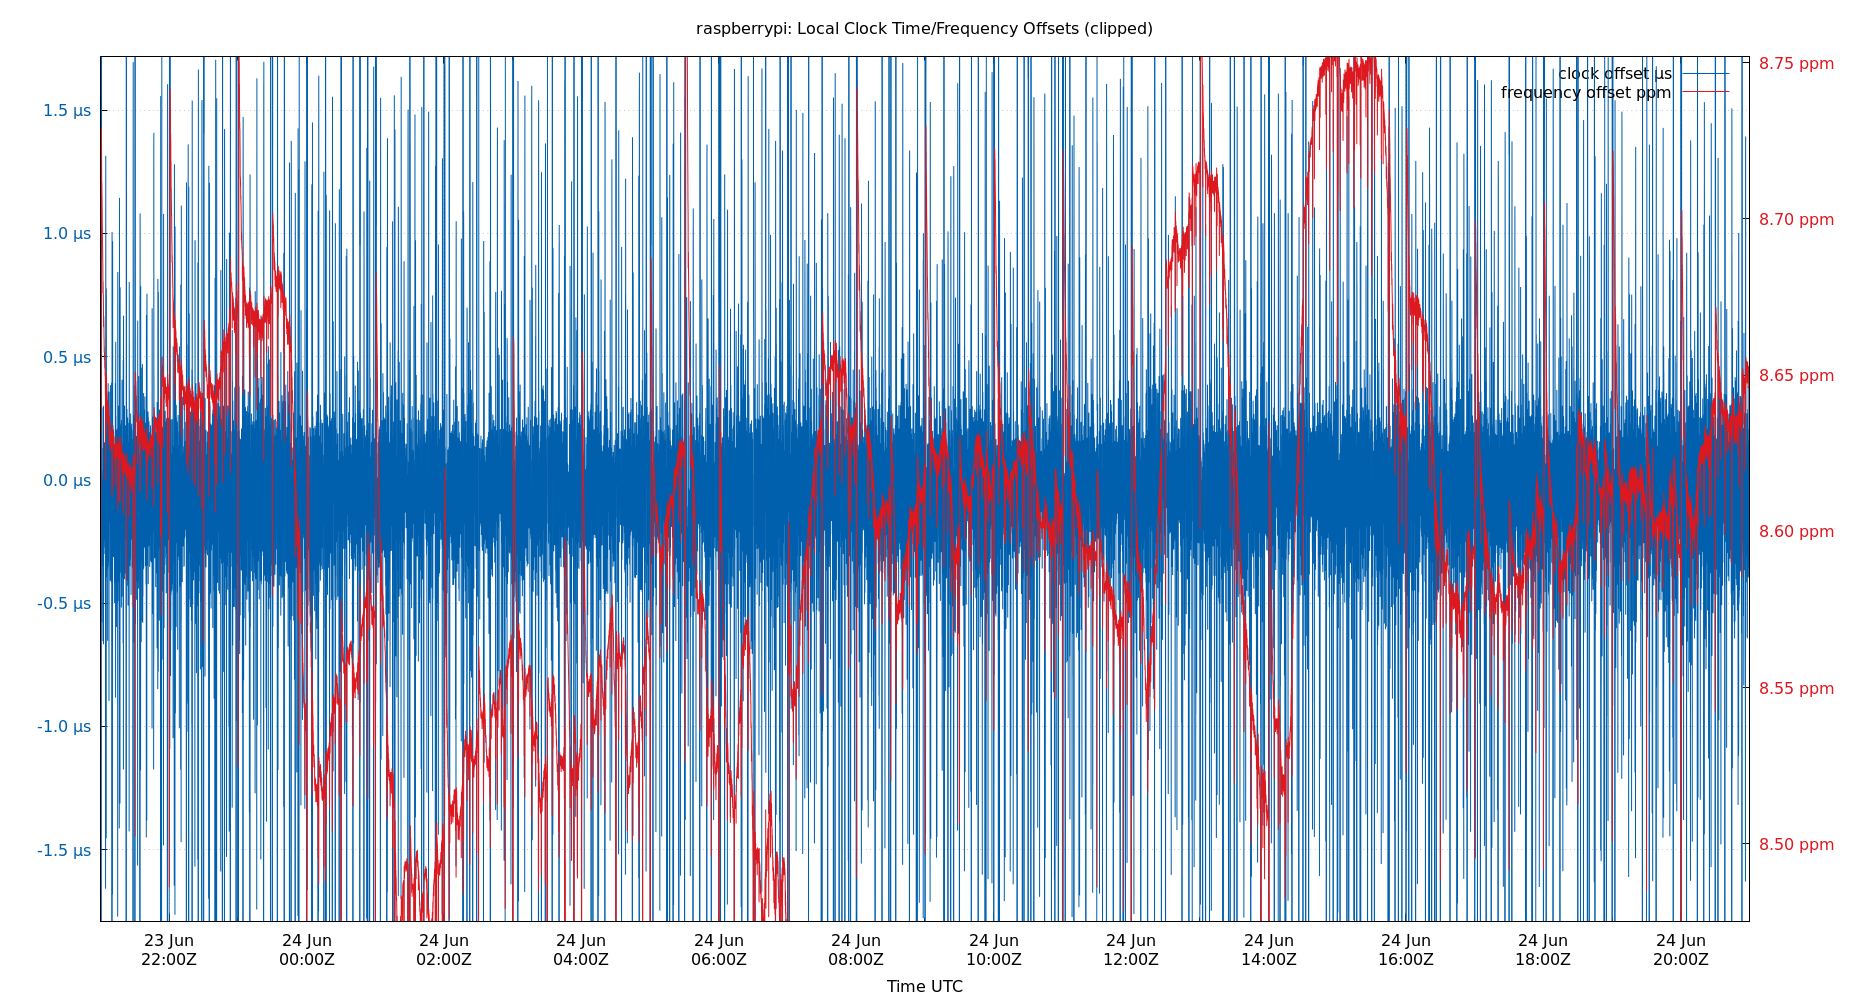 raspberrypi: Local Clock Time/Frequency Offsets (clipped)
clock offset µs
frequency offset ppm
1.5 µs
1.0 µs
0.5 µs
0.0 µs
-0.5 µs
-1.0 µs
-1.5 µs
8.75 ppm
8.70 ppm
8.65 ppm
8.60 ppm
8.55 ppm
8.50 ppm
23 Jun
22:00Z
24 Jun
00:00Z
24 Jun
02:00Z
24 Jun
04:00Z
24 Jun
06:00Z
24 Jun
08:00Z
24 Jun
10:00Z
24 Jun
12:00Z
24 Jun
14:00Z
24 Jun
16:00Z
24 Jun
18:00Z
24 Jun
20:00Z
Time UTC